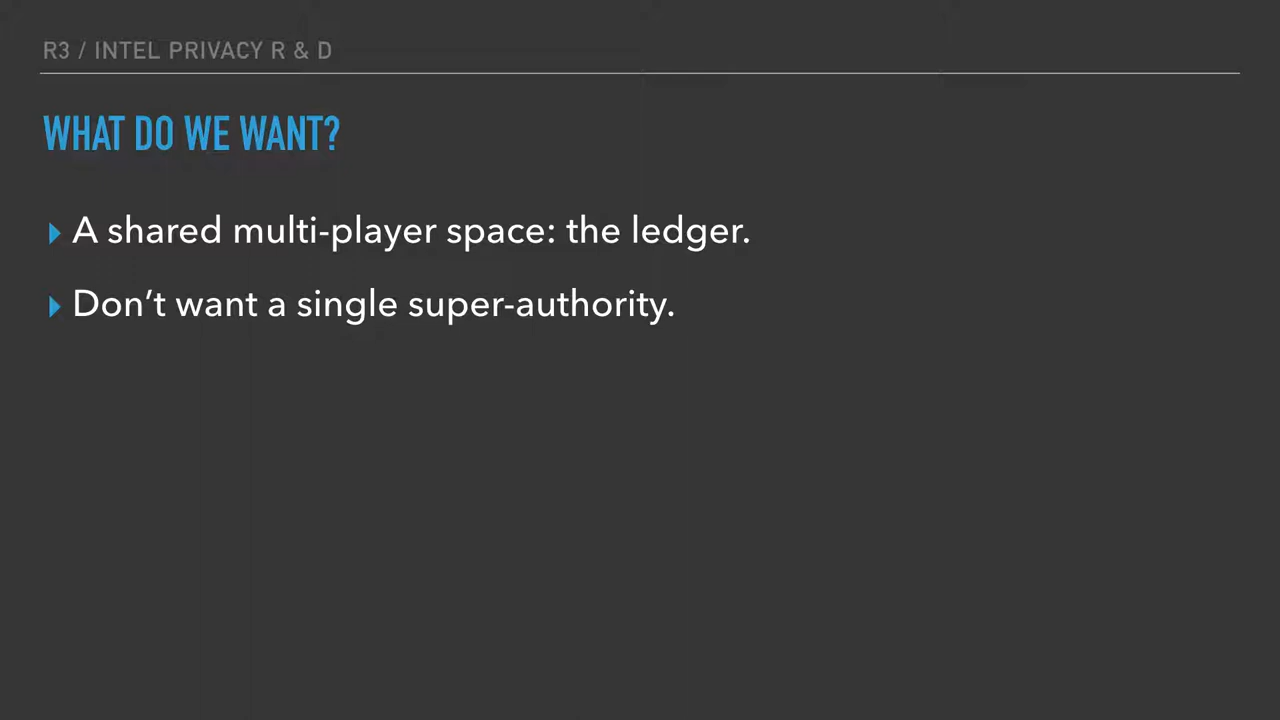 R3 / INTEL PRIVACY R & D
WHAT DO WE WANT?
A shared multi-player space: the ledger.
Don’t want a single super-authority.